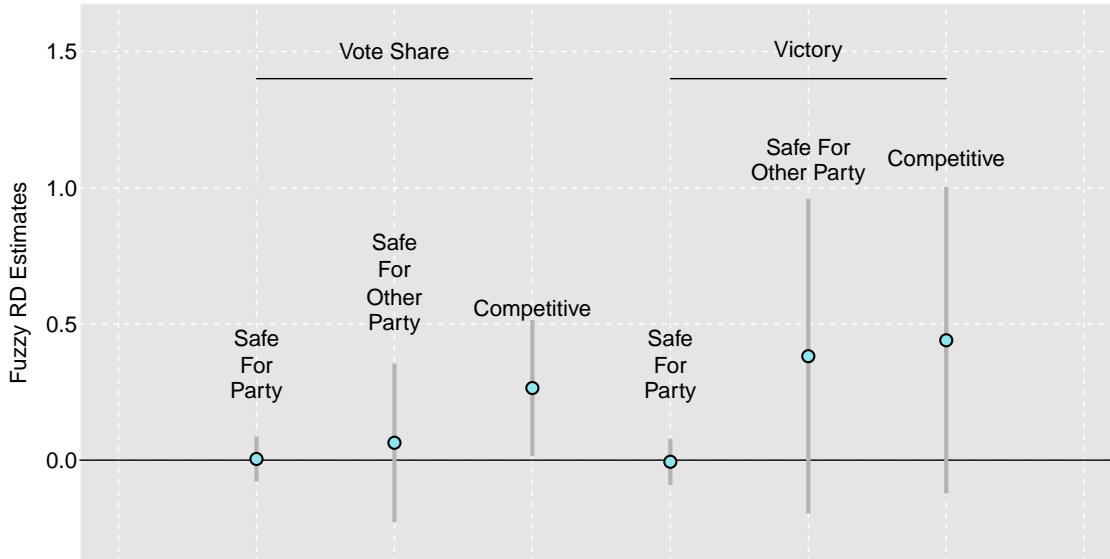 Fuzzy RD Estimates
1.5
1.0
0.5
0.0
Vote Share
Safe
For
Party
Safe
For
Other
Party
Competitive
Victory
Safe
For
Party
Safe For
Other Party
Competitive